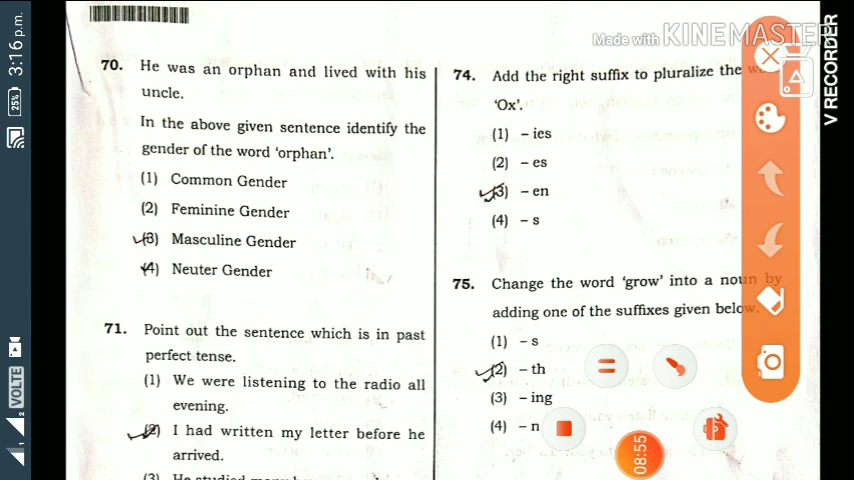 3:16 p.m.
25%
VOLTE
1
2
Made with KINEMASTER
V RECORDER
70. He was an orphan and lived with his
uncle.
In the above given sentence identify the
gender of the word 'orphan'.
(1) Common Gender
(2) Feminine Gender
(3) Masculine Gender
(4) Neuter Gender
71. Point out the sentence which is in past
perfect tense.
(1) We were listening to the radio all
evening.
(2) I had written my letter before he
arrived.
74. Add the right suffix to pluralize the
'Ox'.
(1) – ies
(2) – es
(3) – en
(4) – s
75. Change the word 'grow' into a noun by
adding one of the suffixes given below.
(1) – s
(2) – th
(3) – ing
(4) – n
08:55